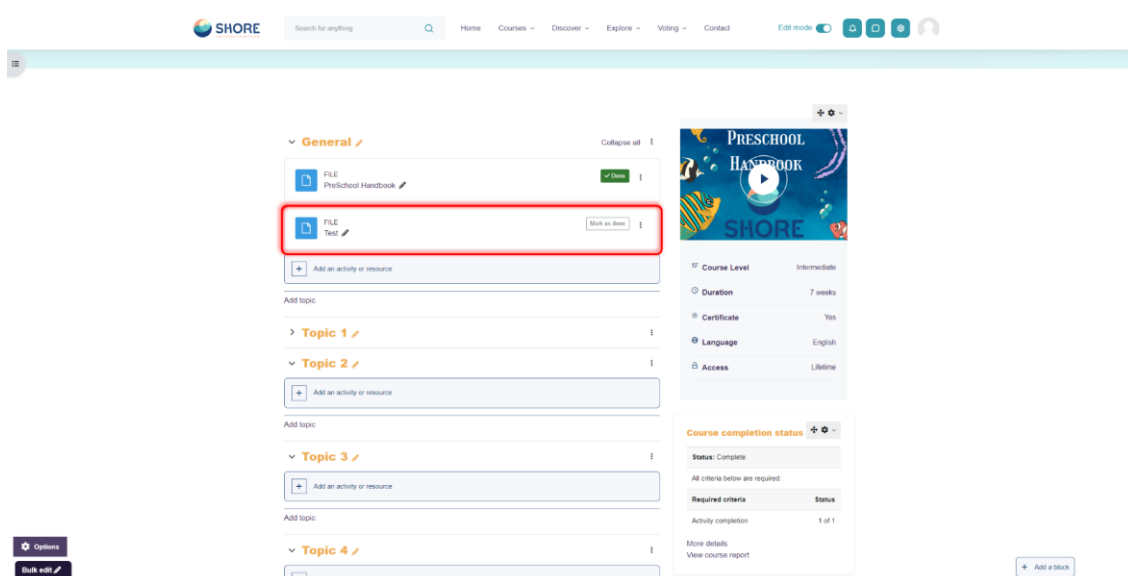 SHORE
Search for anything
Home Courses Discover Explore Voting Contact
Edit mode
General
Collapse all
FILE
PreSchool Handbook
Done
FILE
Test
Mark as done
Add an activity or resource
Add topic
Topic 1
Topic 2
Add an activity or resource
Add topic
Topic 3
Add an activity or resource
Add topic
Topic 4
PRESCHOOL
HANDBOOK
SHORE
Course Level Intermediate
Duration 7 weeks
Certificate Yes
Language English
Access Lifetime
Course completion status
Status: Complete
All criteria below are required:
Required criteria Status
Activity completion 1 of 1
More details
View course report
Options
Bulk edit
+ Add a block